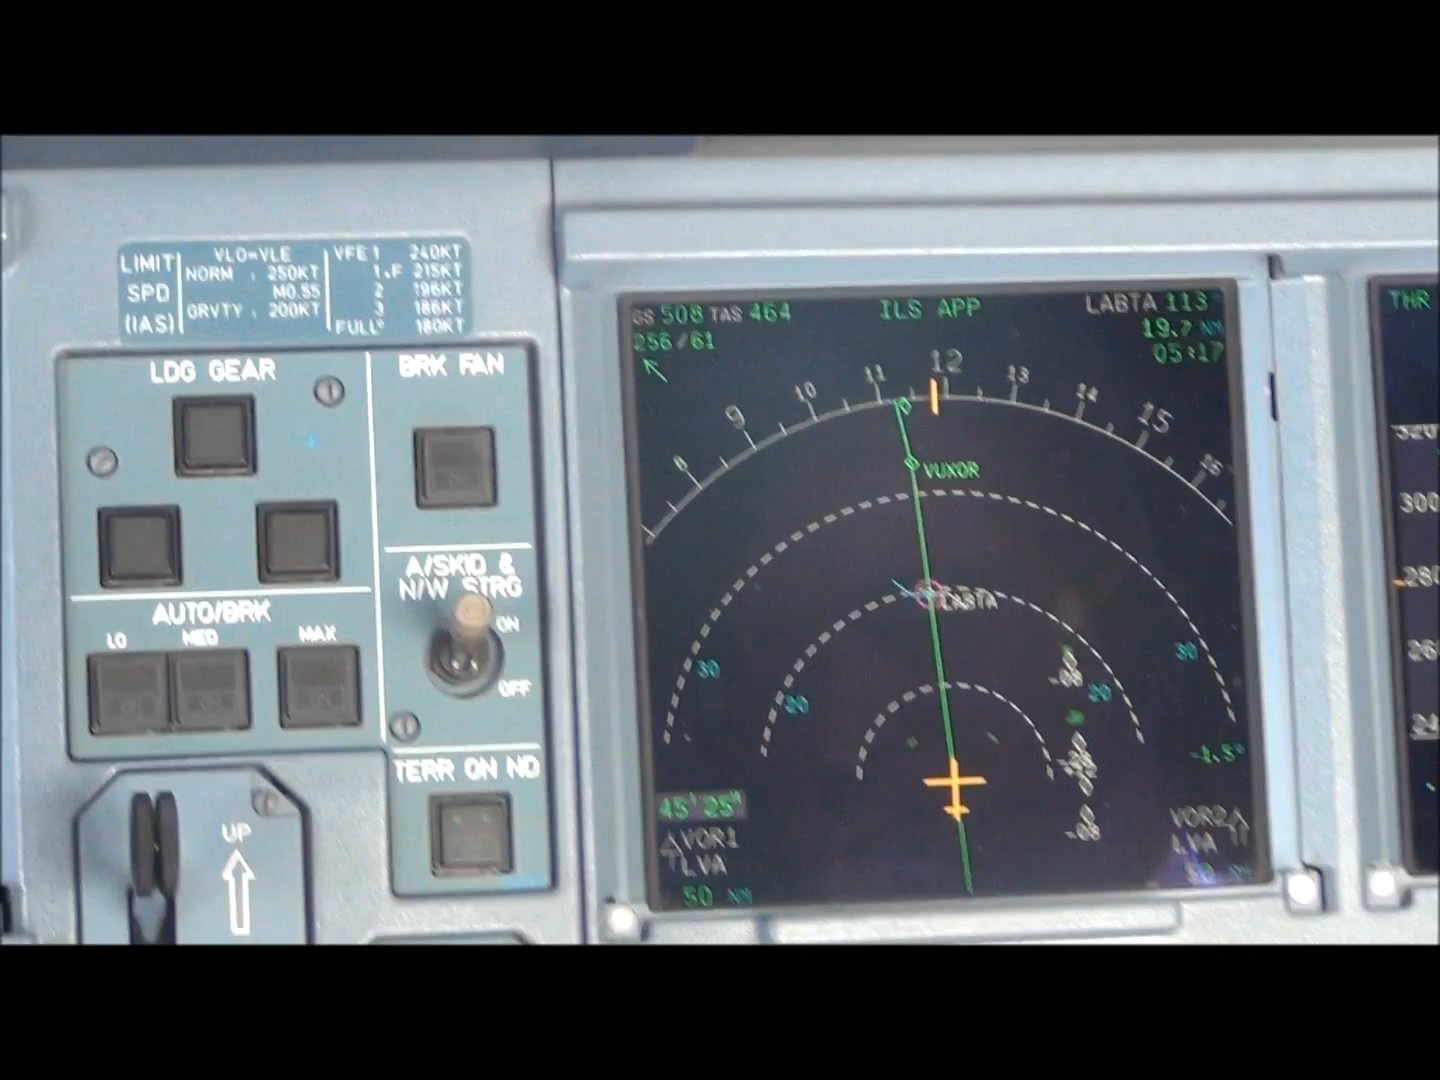 LIMIT
SPD
(IAS)
VLO=VLE
NORM . 250KT
M0.55
GRVTY . 200KT
VFE 1 240KT
1+F 215KT
2 196KT
3 186KT
FULL 180KT
LDG GEAR
BRK FAN
A/SKID &
N/W STRG
ON
OFF
AUTO/BRK
LO MED MAX
TERR ON ND
UP
GS 508 TAS 464
256/61
ILS APP
LABTA 113°
19.7 NM
05:17
9 10 11 12 13 14 15
VUXOR
LABTA
30 30
20 20
-08
-08
-1.5°
45'25"
VOR1
LVA
50 NM
VOR2
LVA
THR
320
300
280
260